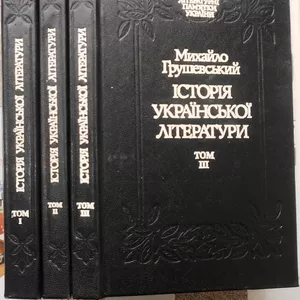 ІСТОРІЯ УКРАЇНСЬКОЇ ЛІТЕРАТУРИ
ТОМ I
ІСТОРІЯ УКРАЇНСЬКОЇ ЛІТЕРАТУРИ
ТОМ II
ІСТОРІЯ УКРАЇНСЬКОЇ ЛІТЕРАТУРИ
ТОМ III
ЛІТЕРАТУРНІ
ПАМ'ЯТКИ
УКРАЇНИ
Михайло
Грушевський
ІСТОРІЯ
УКРАЇНСЬКОЇ
ЛІТЕРАТУРИ
ТОМ
III